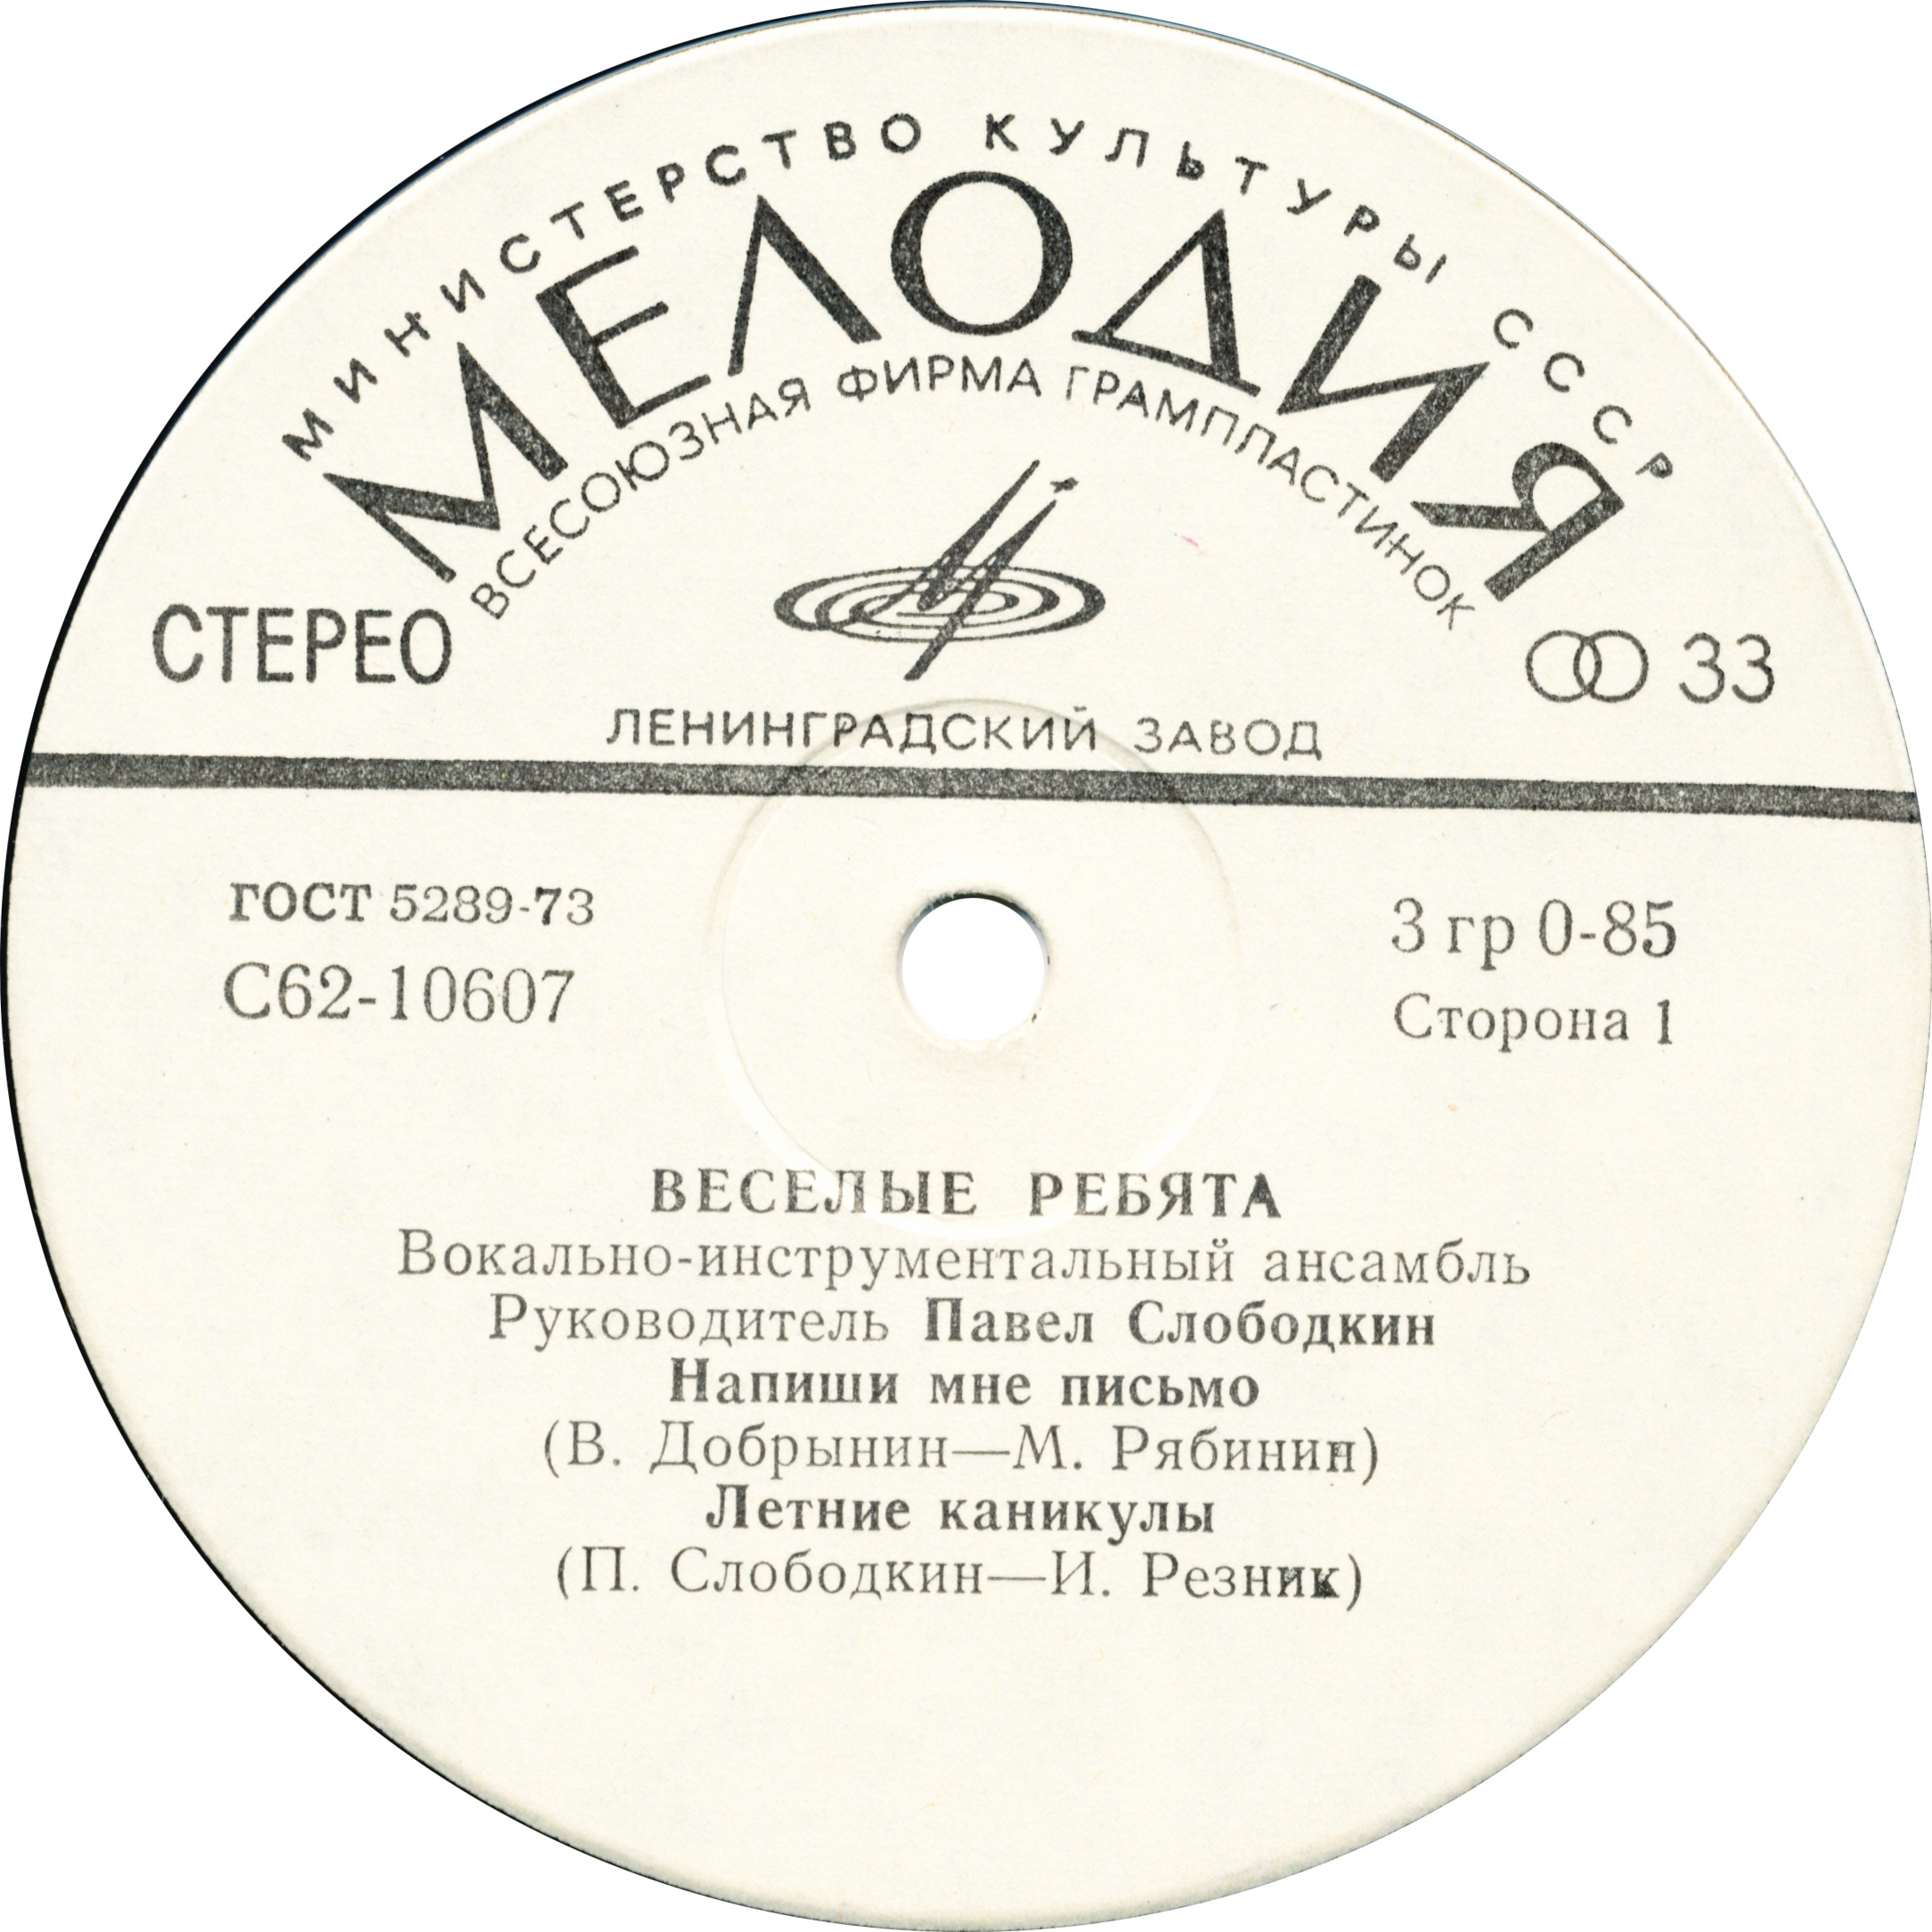 МИНИСТЕРСТВО КУЛЬТУРЫ СССР
МЕЛОДИЯ
ВСЕСОЮЗНАЯ ФИРМА ГРАМПЛАСТИНОК
СТЕРЕО
33
ЛЕНИНГРАДСКИЙ ЗАВОД
ГОСТ 5289-73
С62-10607
3 гр 0-85
Сторона 1
ВЕСЕЛЫЕ РЕБЯТА
Вокально-инструментальный ансамбль
Руководитель Павел Слободкин
Напиши мне письмо
(В. Добрынин—М. Рябинин)
Летние каникулы
(П. Слободкин—И. Резник)